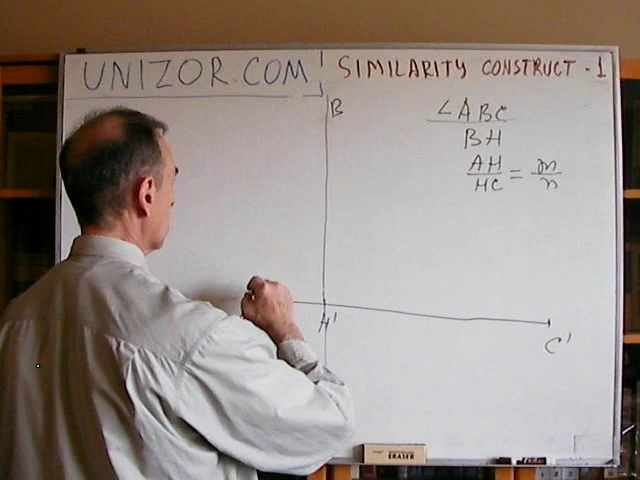 UNIZOR.COM
SIMILARITY CONSTRUCT - 1
B
∠ABC
BH
AH/HC = m/n
H'
C'
ERASER